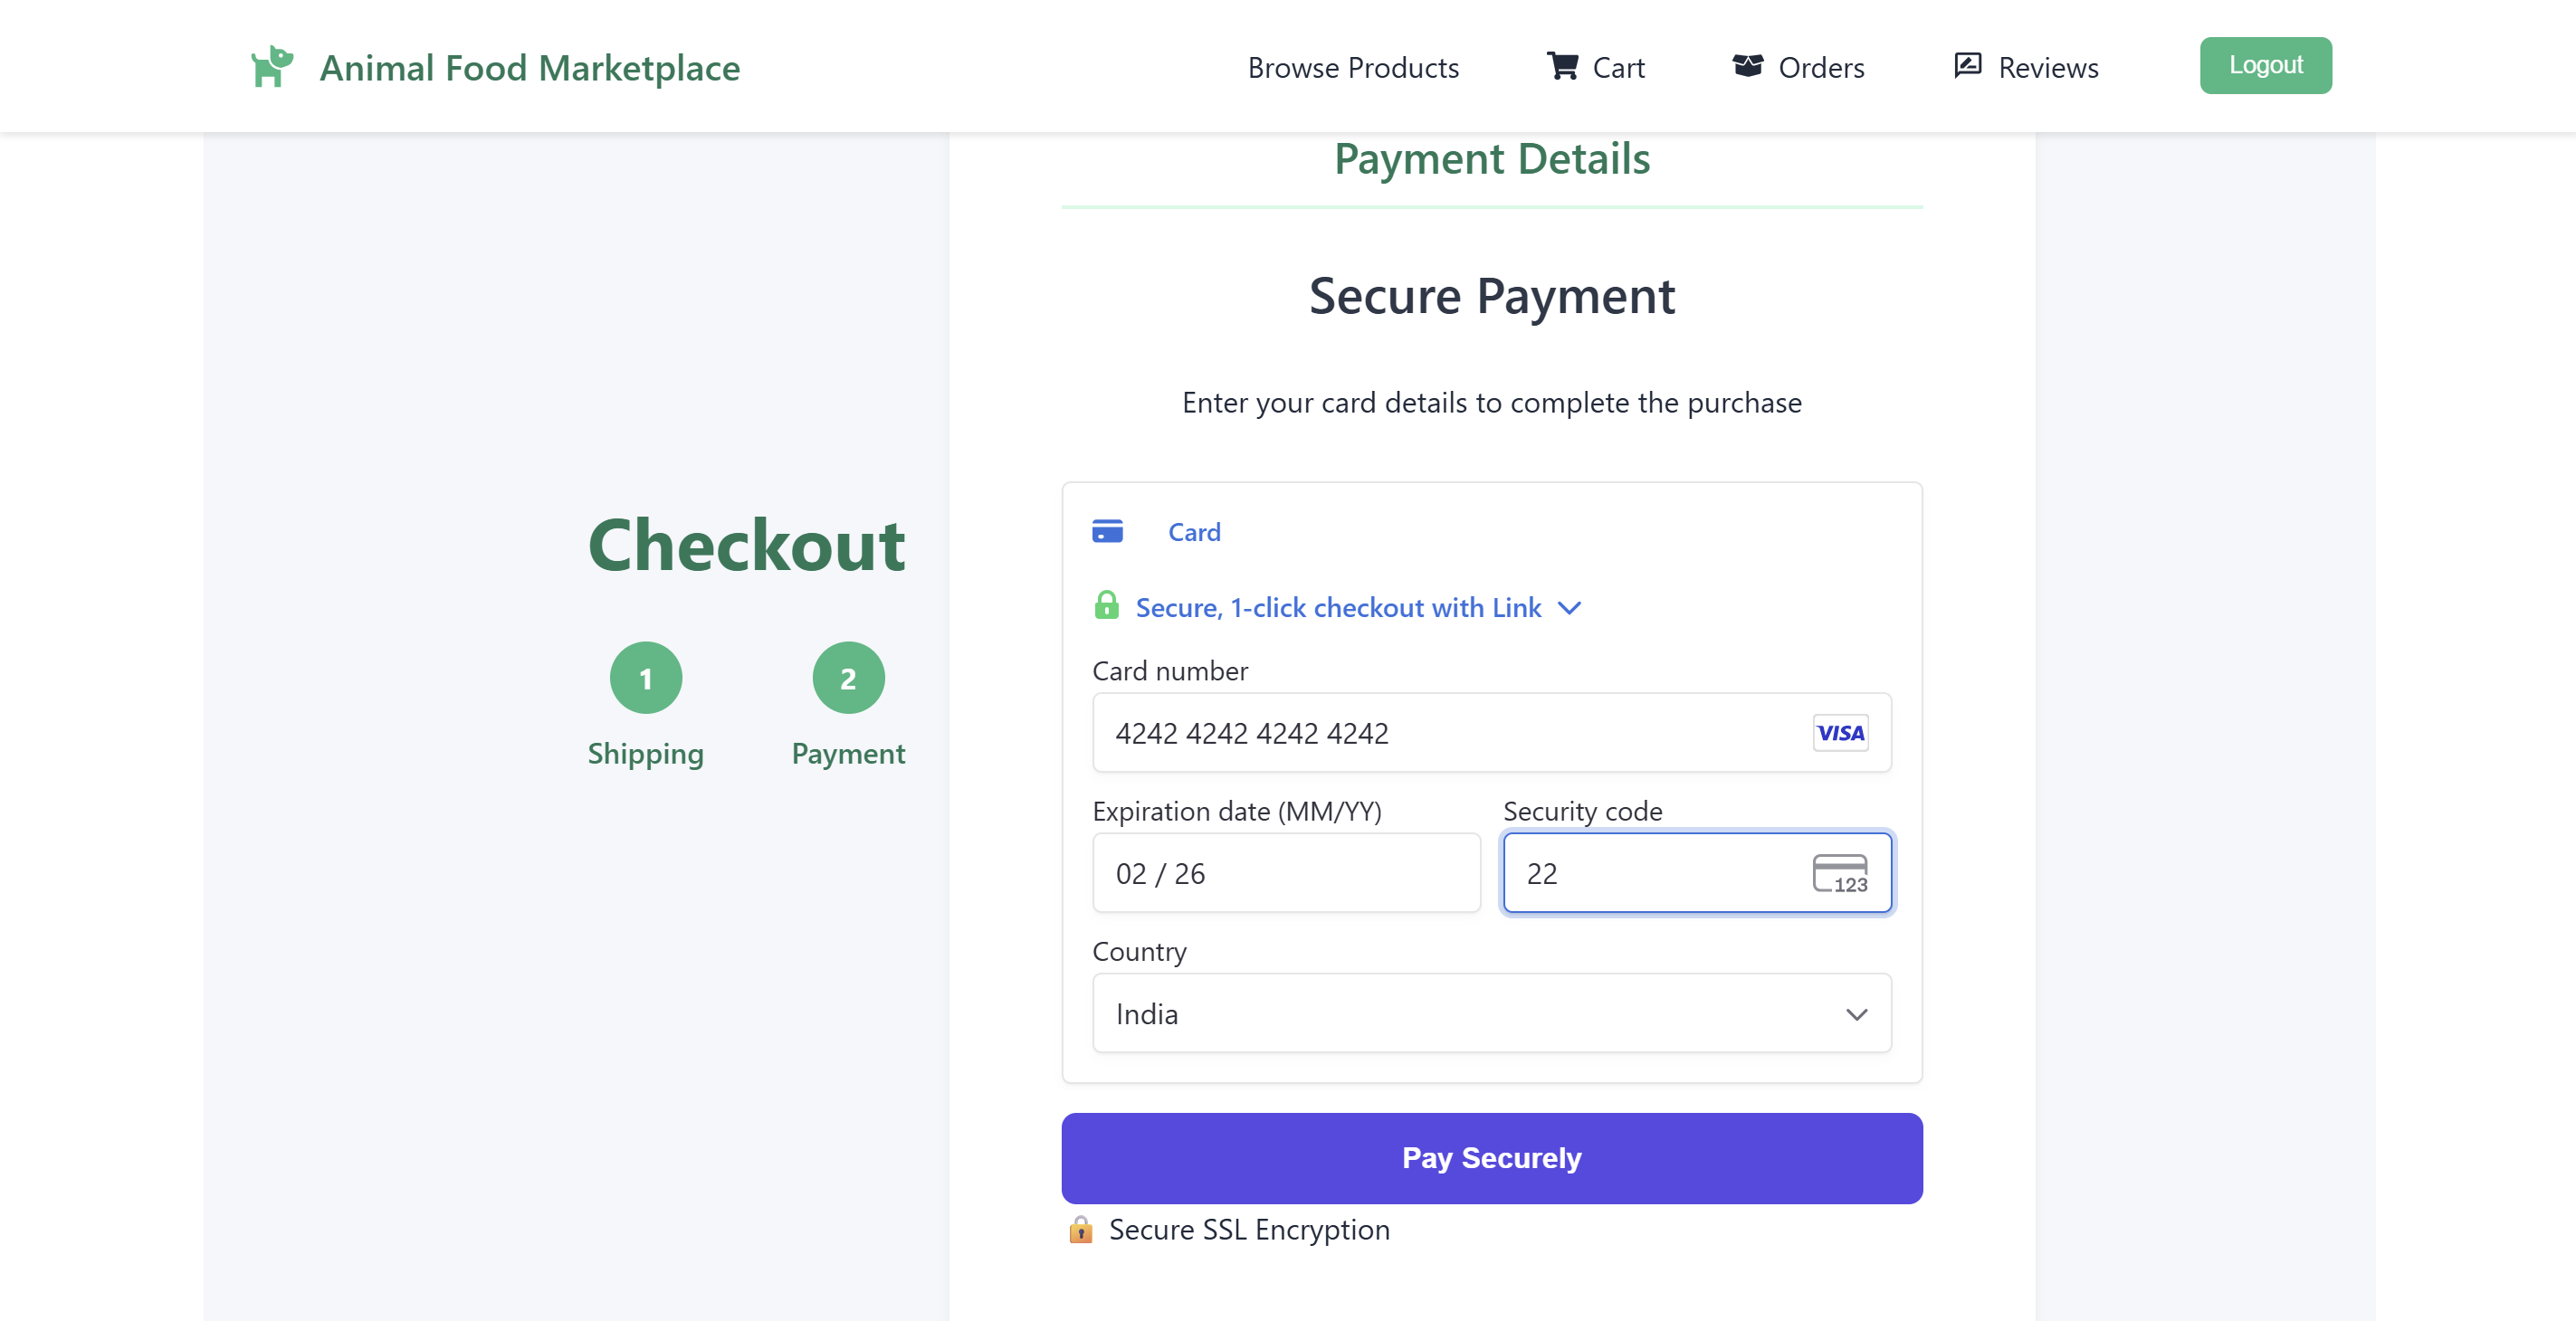 Animal Food Marketplace
Browse Products
Cart
Orders
Reviews
Logout
Payment Details
Secure Payment
Enter your card details to complete the purchase
Checkout
1
2
Shipping
Payment
Card
Secure, 1-click checkout with Link
Card number
4242 4242 4242 4242
VISA
Expiration date (MM/YY)
Security code
02 / 26
22
123
Country
India
Pay Securely
Secure SSL Encryption